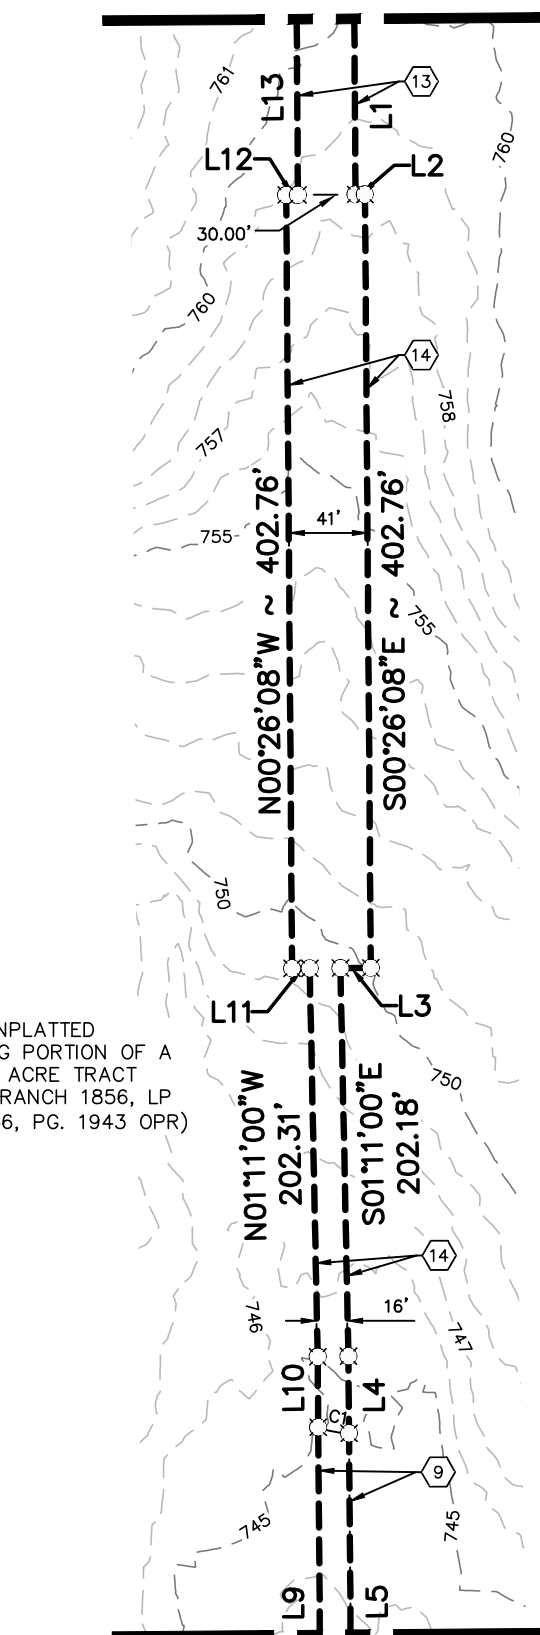 761
L13
13
L1
760
L12
L2
30.00'
760
14
758
757
755
41'
755
N00°26'08"W ~ 402.76'
S00°26'08"E ~ 402.76'
750
L11
L3
NPLATTED
G PORTION OF A
ACRE TRACT
RANCH 1856, LP
6, PG. 1943 OPR)
750
N01°11'00"W
202.31'
S01°11'00"E
202.18'
14
746
16'
747
L10
L4
C1
9
745
745
L9
L5